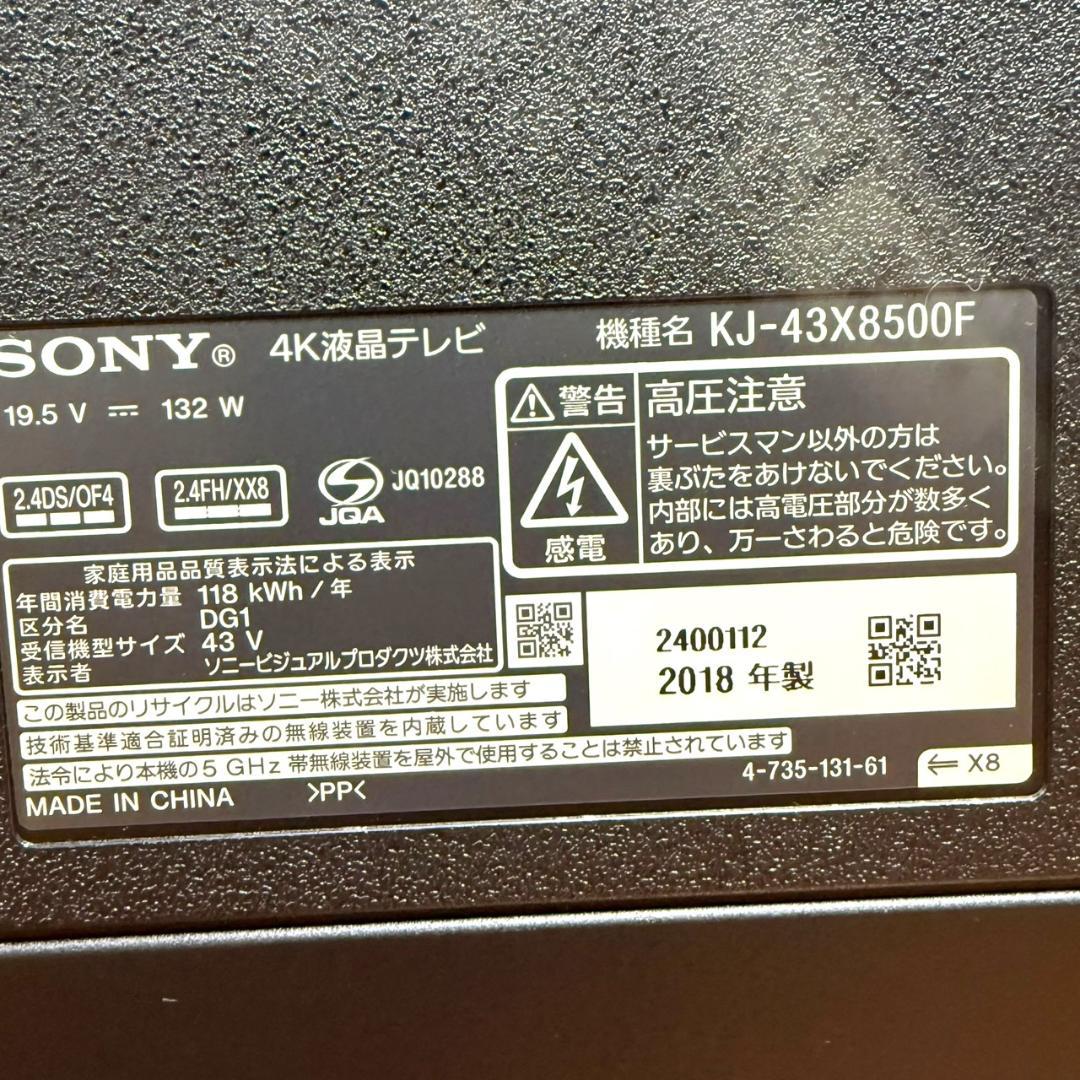 SONY® 4K液晶テレビ
機種名 KJ-43X8500F
19.5 V ⎓ 132 W
2.4DS/OF4
2.4FH/XX8
JQA
JQ10288
警告
感電
高圧注意
サービスマン以外の方は
裏ぶたをあけないでください。
内部には高電圧部分が数多く
あり、万一さわると危険です。
家庭用品品質表示法による表示
年間消費電力量 118 kWh / 年
区分名 DG1
受信機型サイズ 43 V
表示者 ソニービジュアルプロダクツ株式会社
2400112
2018 年製
この製品のリサイクルはソニー株式会社が実施します
技術基準適合証明済みの無線装置を内蔵しています
法令により本機の5 GHz 帯無線装置を屋外で使用することは禁止されています
MADE IN CHINA >PP<
4-735-131-61
⇐ X8